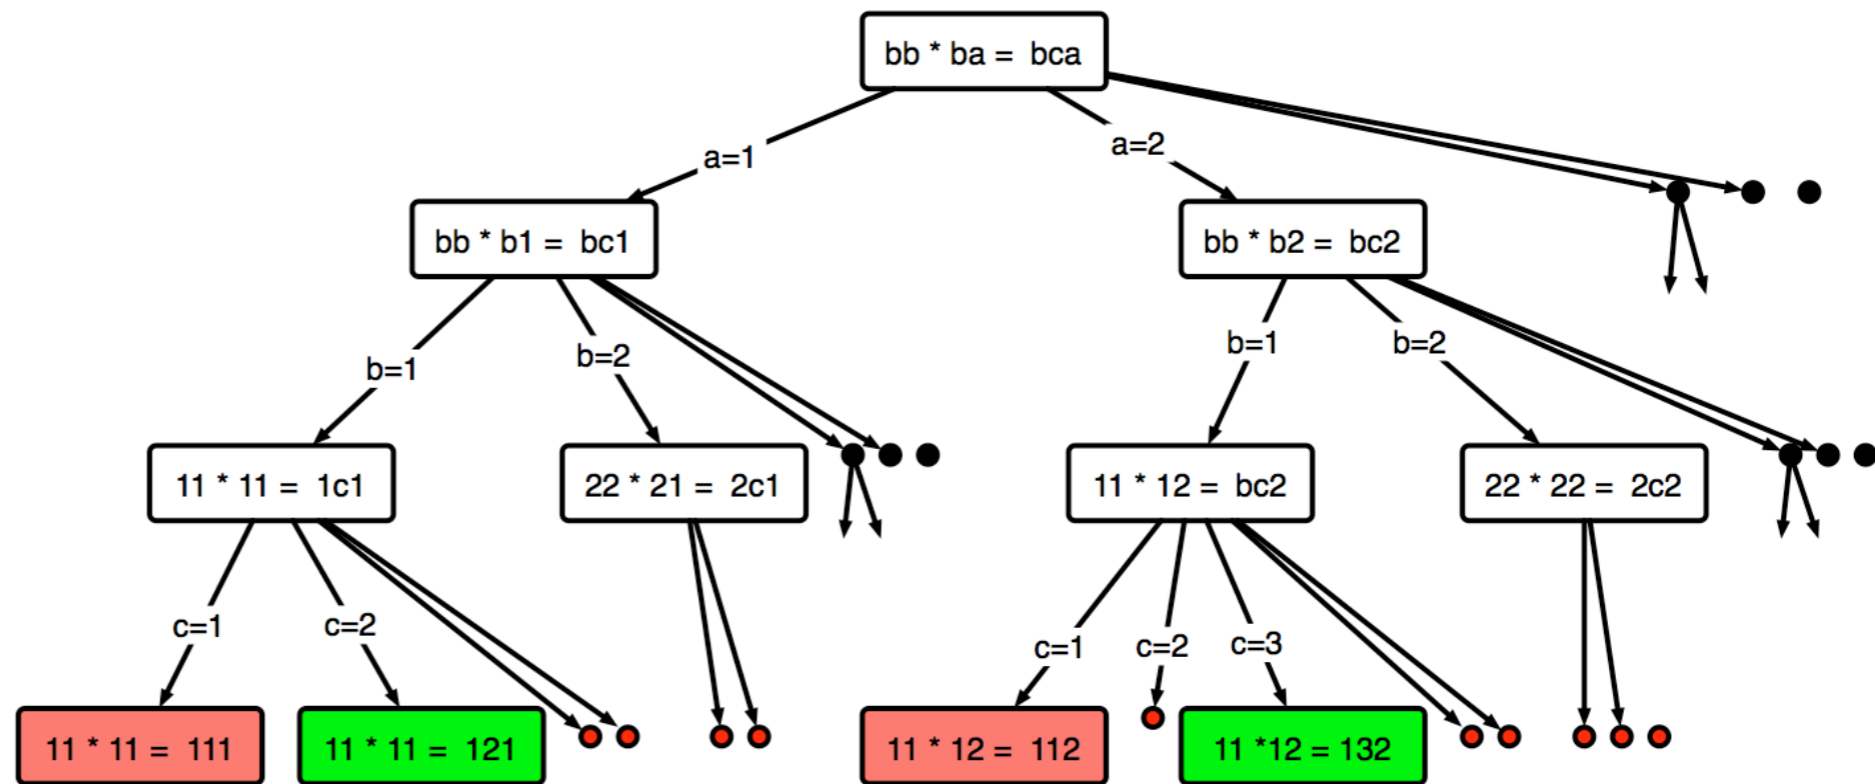 bb * ba = bca
a=1
a=2
bb * b1 = bc1
bb * b2 = bc2
b=1
b=2
b=1
b=2
11 * 11 = 1c1
22 * 21 = 2c1
11 * 12 = bc2
22 * 22 = 2c2
c=1
c=2
c=1
c=2
c=3
11 * 11 = 111
11 * 11 = 121
11 * 12 = 112
11 *12 = 132